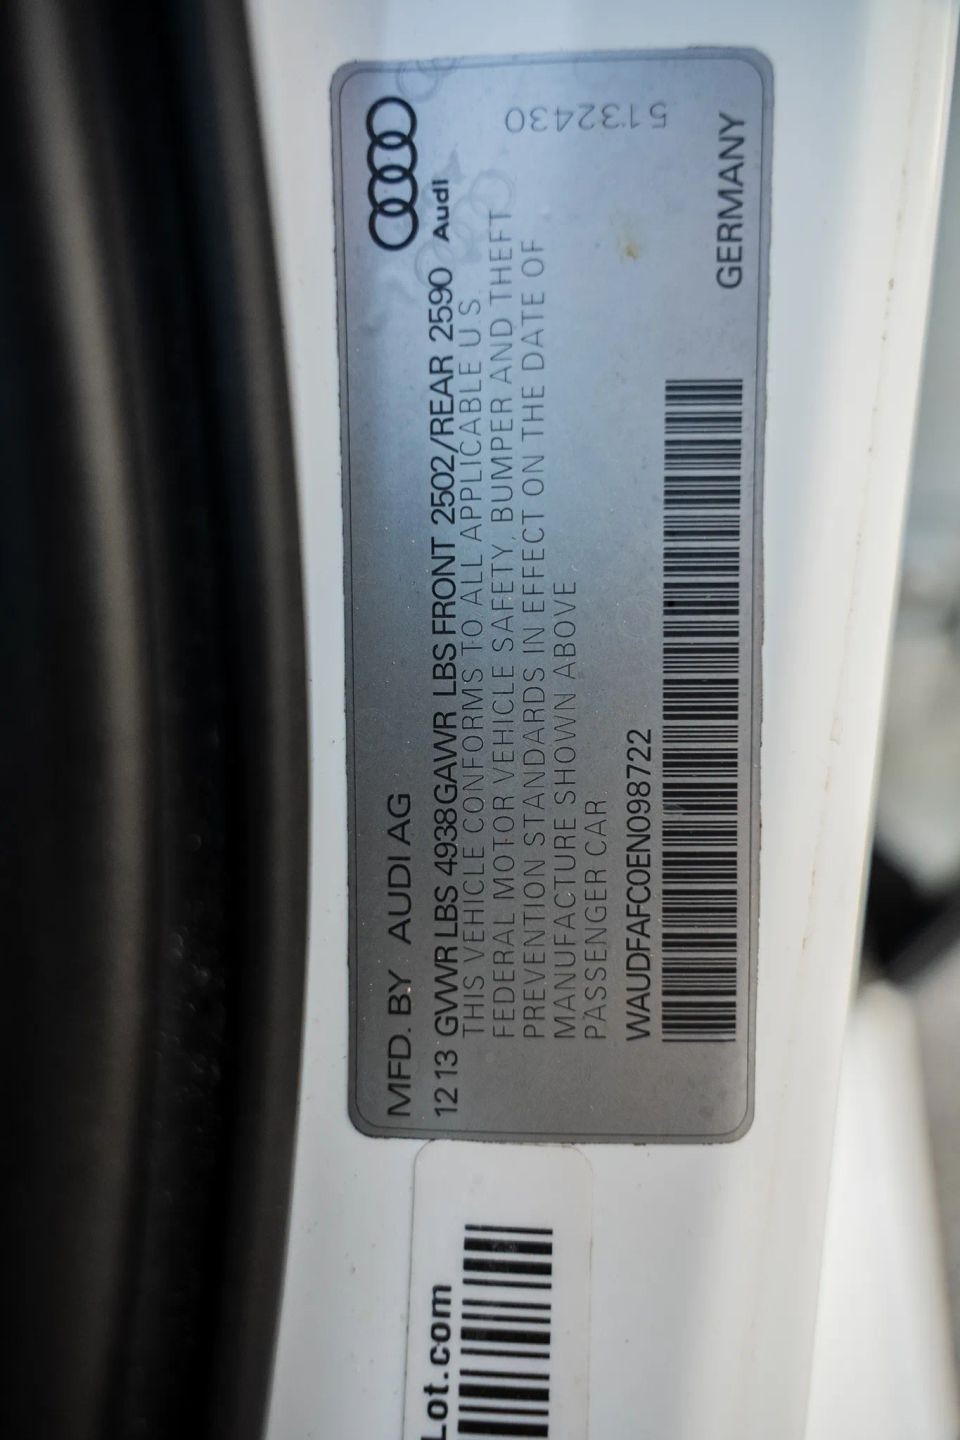 MFD. BY AUDI AG
Audi
12 13 GVWR LBS 4938 GAWR LBS FRONT 2502/REAR 2590
THIS VEHICLE CONFORMS TO ALL APPLICABLE U S
FEDERAL MOTOR VEHICLE SAFETY, BUMPER AND THEFT
PREVENTION STANDARDS IN EFFECT ON THE DATE OF
MANUFACTURE SHOWN ABOVE
PASSENGER CAR
5132430
WAUDFAFC0EN098722
GERMANY
Lot.com